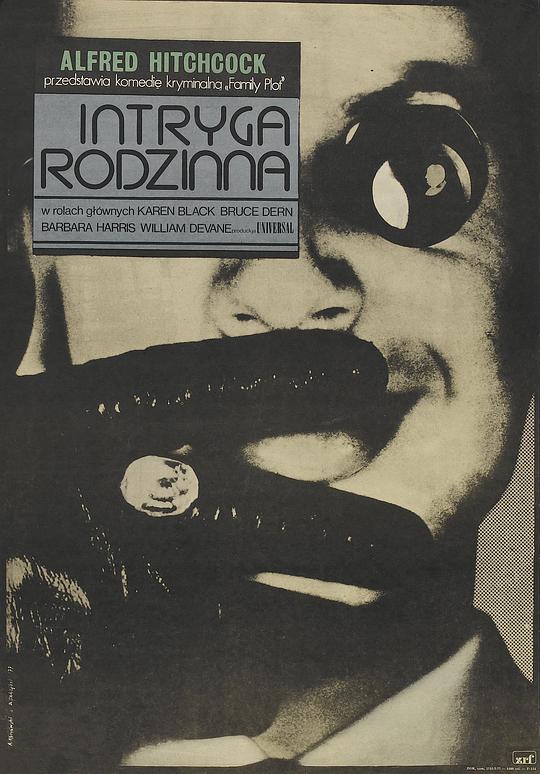 ALFRED HITCHCOCK
przedstawia komedię kryminalną „Family Plot”
INTRYGA
RODZINNA
w rolach głównych KAREN BLACK BRUCE DERN
BARBARA HARRIS WILLIAM DEVANE produkcja UNIVERSAL
zrf